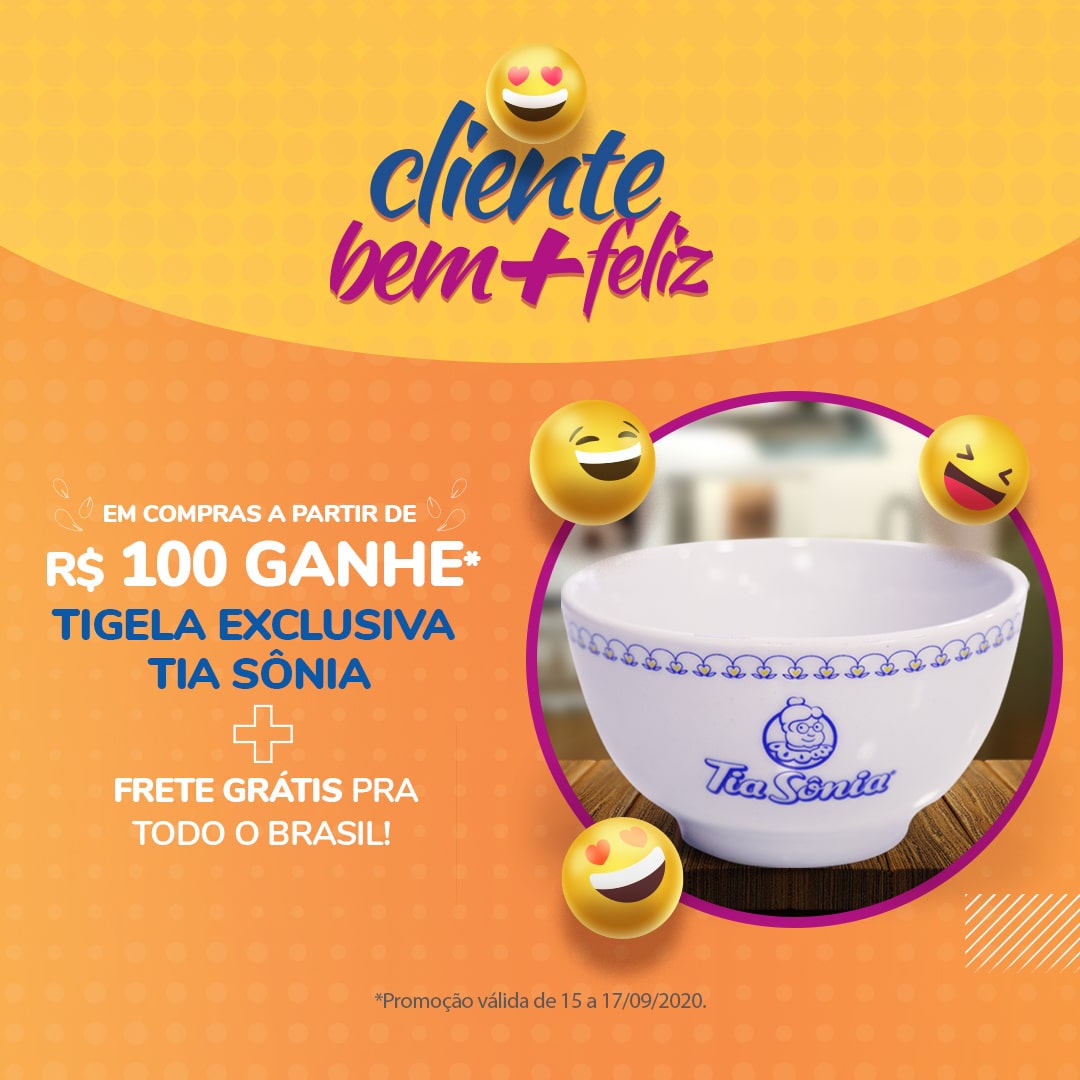 cliente
bem+feliz
EM COMPRAS A PARTIR DE
R$ 100 GANHE*
TIGELA EXCLUSIVA
TIA SÔNIA
+
FRETE GRÁTIS PRA
TODO O BRASIL!
Tia Sônia
*Promoção válida de 15 a 17/09/2020.